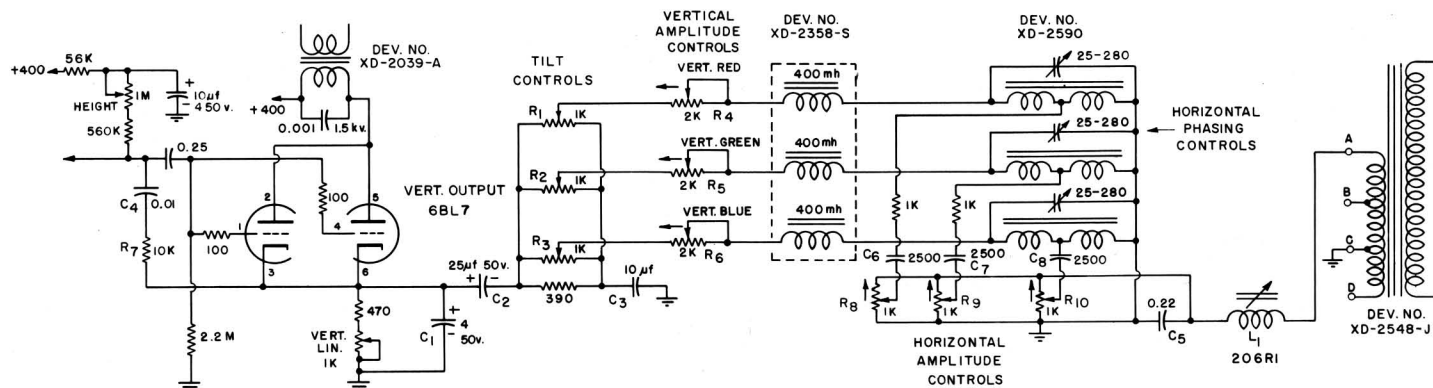 56K
+400
HEIGHT
1M
10µf
450 v.
+
-
560K
0.25
C4
0.01
R7
10K
2.2 M
DEV. NO.
XD-2039-A
+400
0.001
1.5kv.
2
1
3
100
100
5
4
6
VERT. OUTPUT
6BL7
470
VERT.
LIN.
1K
C1
+
4
-
50v.
25µf 50v.
+
-
C2
TILT
CONTROLS
R1
1K
R2
1K
R3
1K
390
C3
10 µf
VERTICAL
AMPLITUDE
CONTROLS
VERT. RED
2K
R4
VERT. GREEN
2K
R5
VERT. BLUE
2K
R6
DEV. NO.
XD-2358-S
400mh
400mh
400mh
DEV. NO.
XD-2590
25-280
25-280
25-280
HORIZONTAL
PHASING
CONTROLS
1K
1K
C6
2500
2500
C7
C8
2500
R8
1K
R9
1K
R10
1K
HORIZONTAL
AMPLITUDE
CONTROLS
0.22
C5
L1
206R1
A
B
C
D
DEV. NO.
XD-2548-J